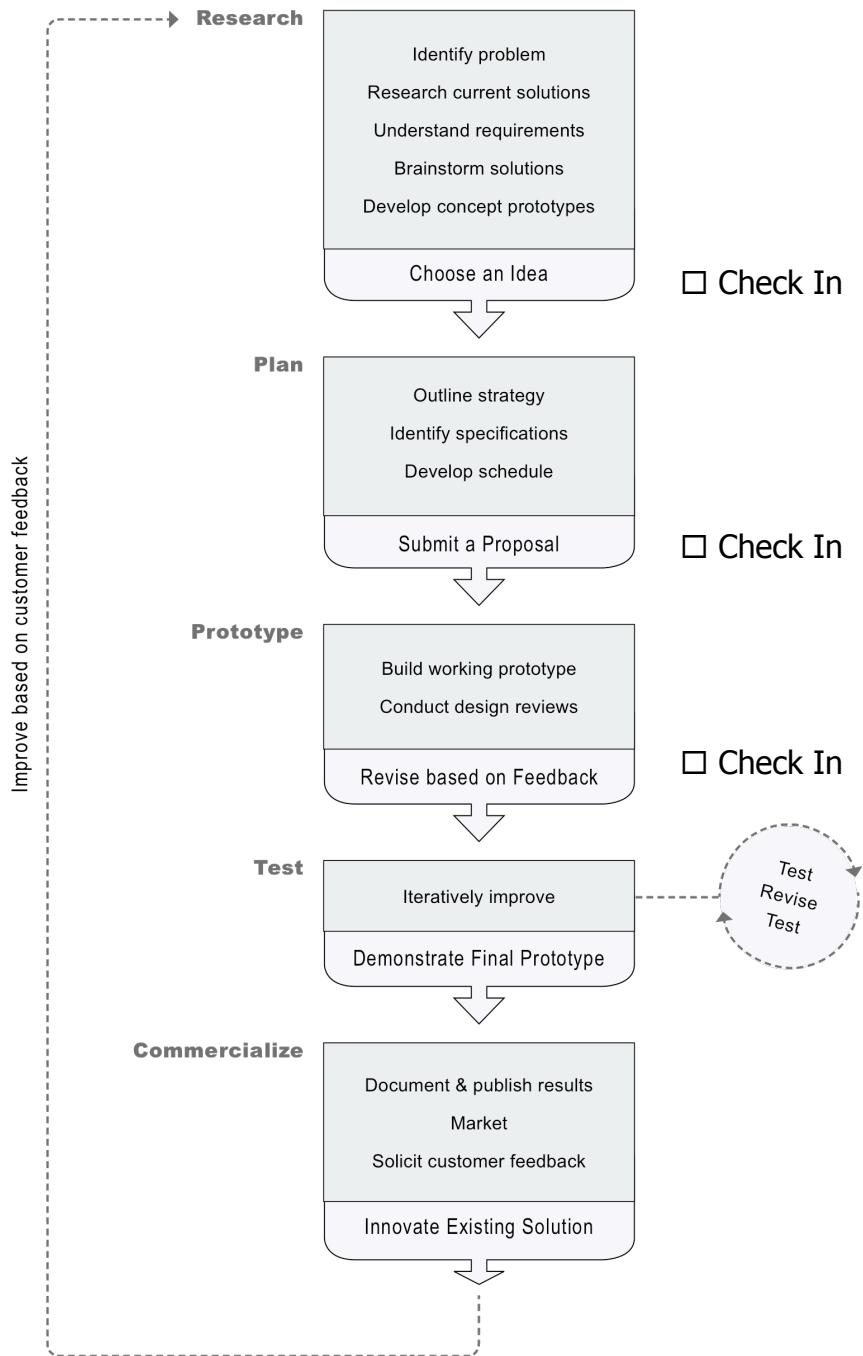 Research
Identify problem
Research current solutions
Understand requirements
Brainstorm solutions
Develop concept prototypes
Choose an Idea
☐ Check In
Plan
Outline strategy
Identify specifications
Develop schedule
Submit a Proposal
☐ Check In
Prototype
Build working prototype
Conduct design reviews
Revise based on Feedback
☐ Check In
Test
Iteratively improve
Demonstrate Final Prototype
Test
Revise
Test
Commercialize
Document & publish results
Market
Solicit customer feedback
Innovate Existing Solution
Improve based on customer feedback